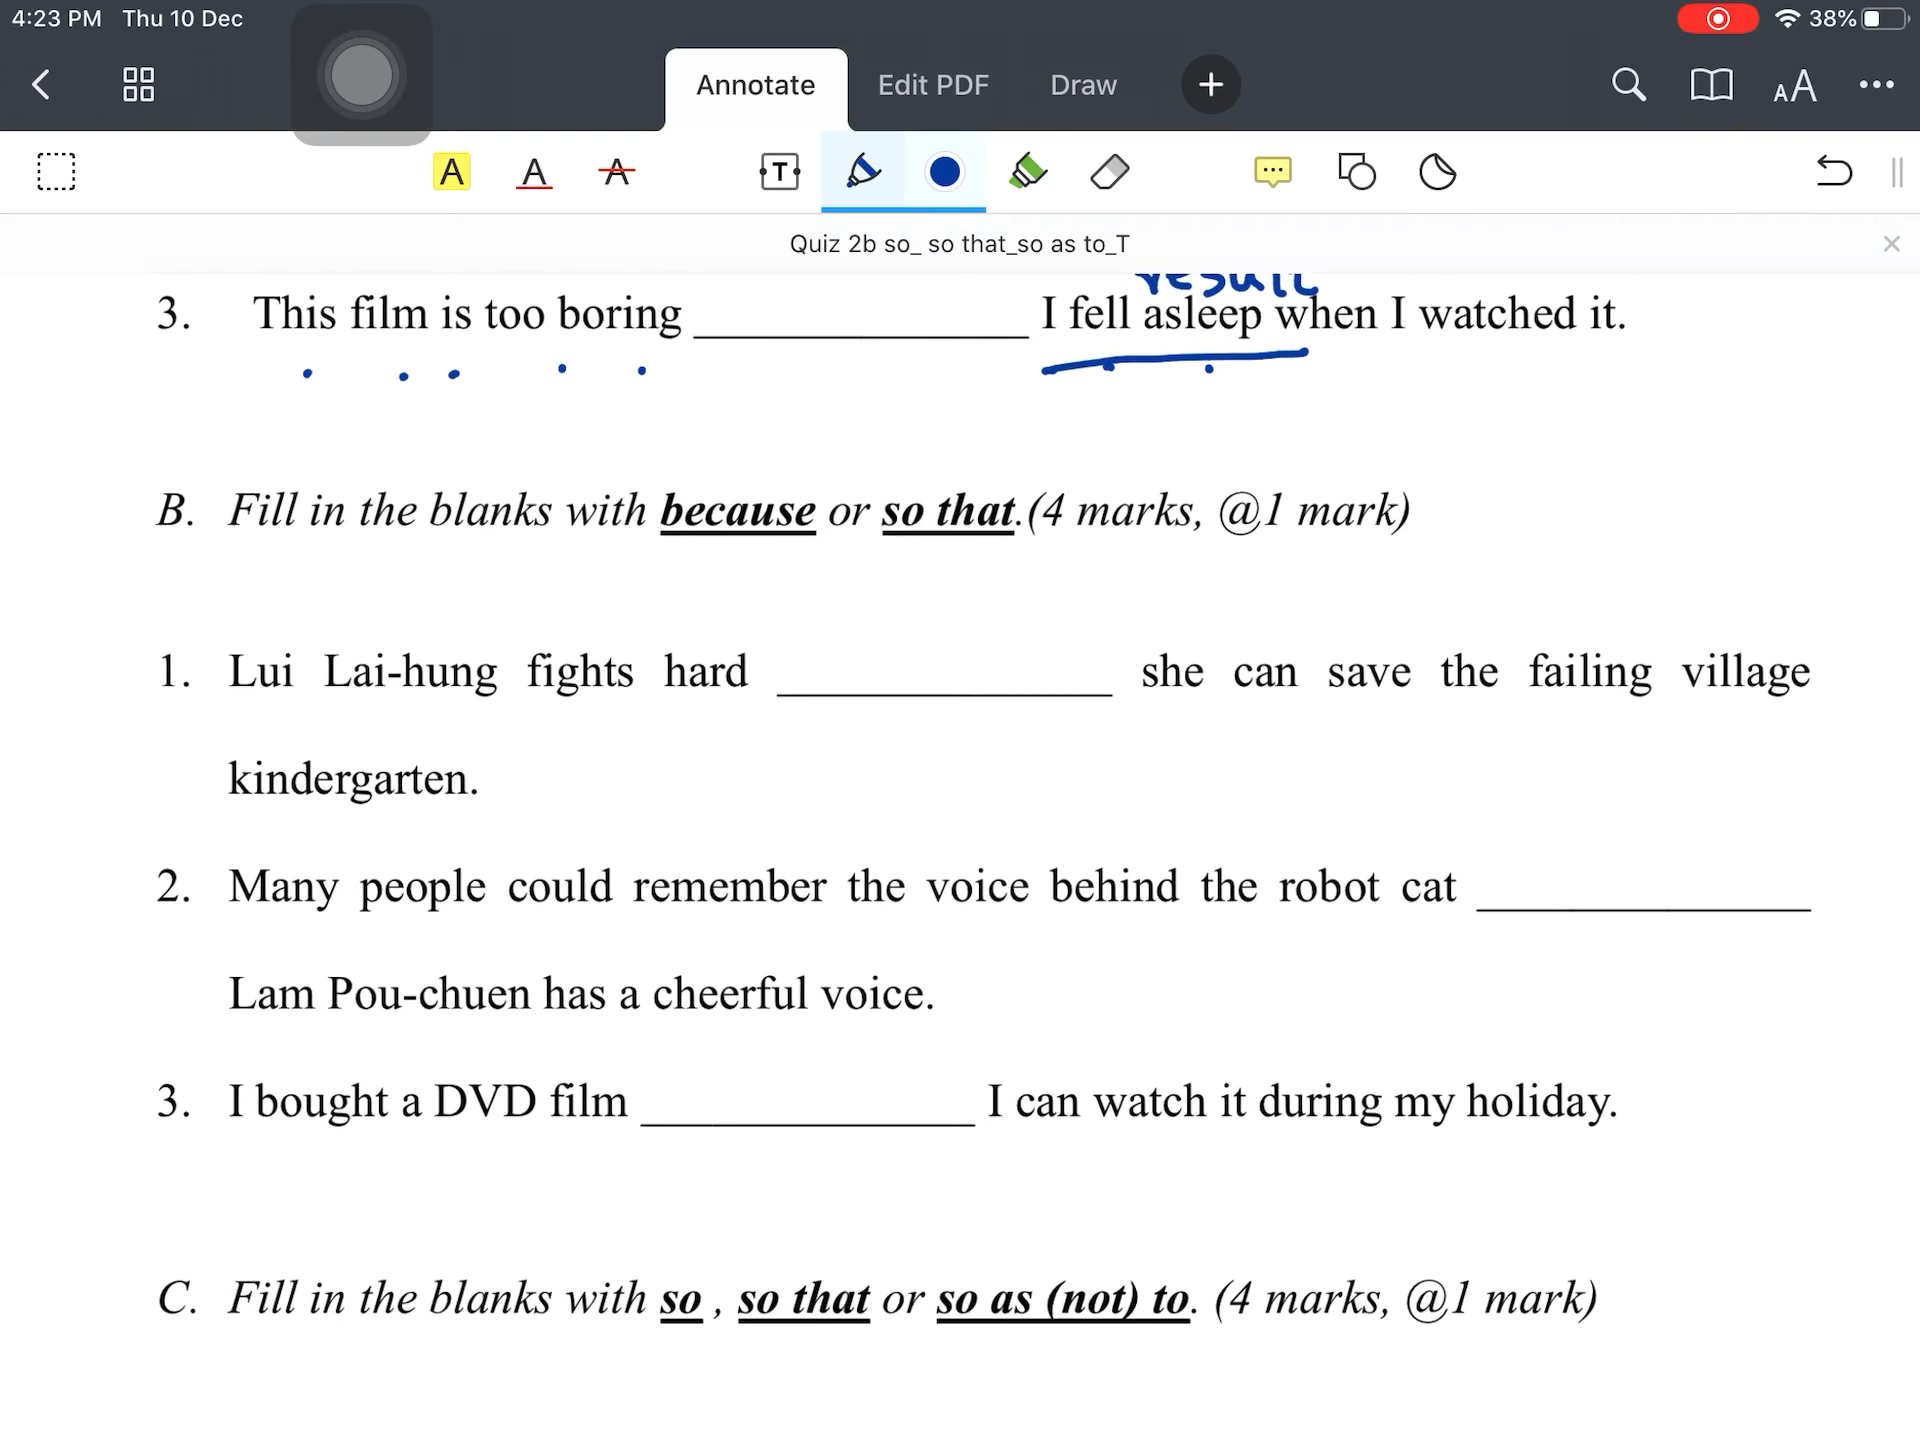 4:23 PM Thu 10 Dec
38%
Annotate Edit PDF Draw
Quiz 2b so_ so that_so as to_T
result
3. This film is too boring ______________ I fell asleep when I watched it.
B. Fill in the blanks with because or so that.(4 marks, @1 mark)
1. Lui Lai-hung fights hard ______________ she can save the failing village
kindergarten.
2. Many people could remember the voice behind the robot cat ______________
Lam Pou-chuen has a cheerful voice.
3. I bought a DVD film ______________ I can watch it during my holiday.
C. Fill in the blanks with so , so that or so as (not) to. (4 marks, @1 mark)